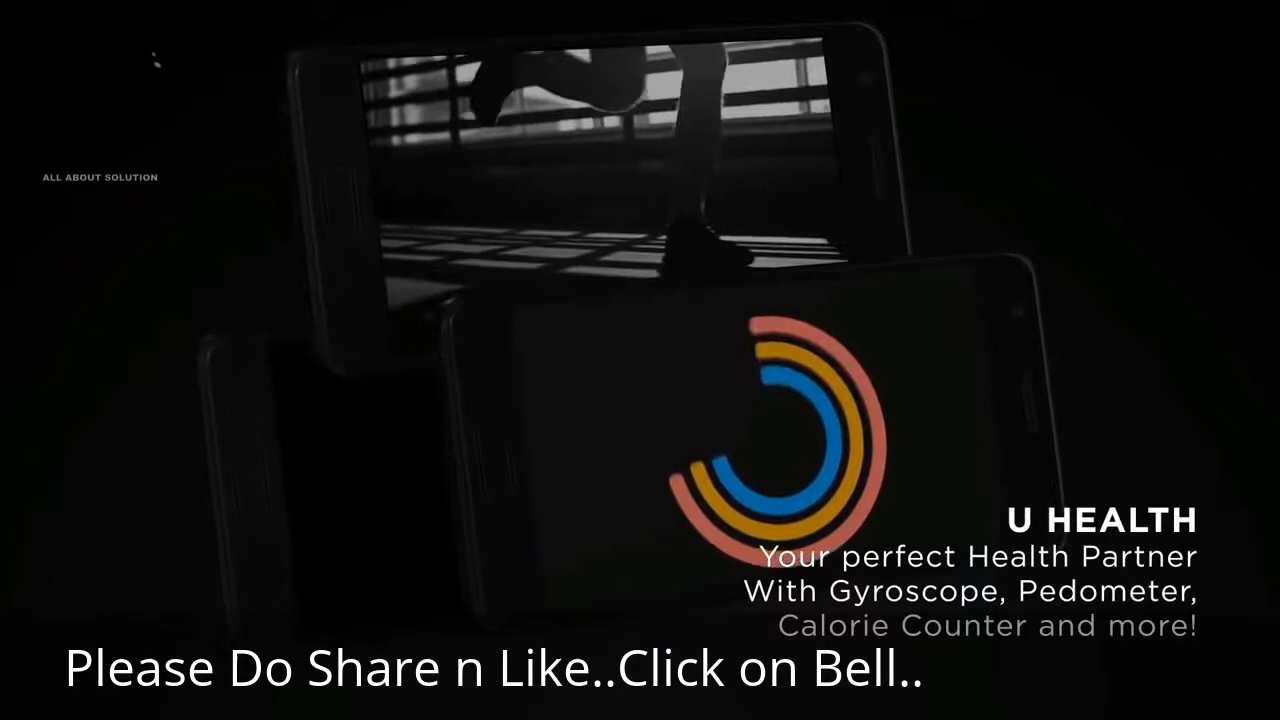 ALL ABOUT SOLUTION
U HEALTH
Your perfect Health Partner
With Gyroscope, Pedometer,
Calorie Counter and more!
Please Do Share n Like..Click on Bell..